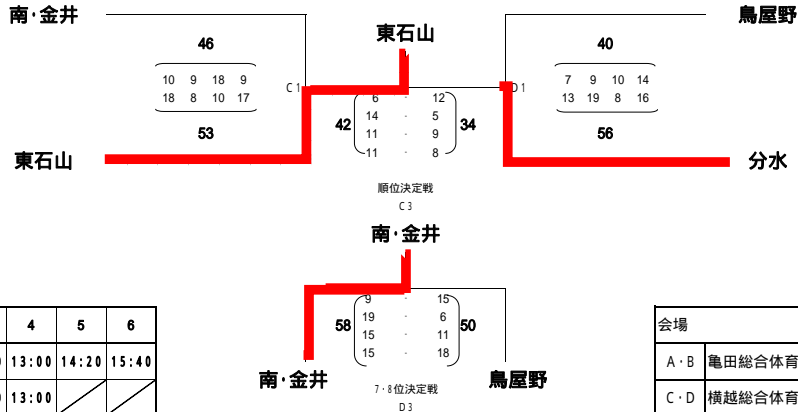 南・金井
鳥屋野
東石山
46
40
10 9 18 9
18 8 10 17
7 9 10 14
13 19 8 16
C1
D1
6 - 12
14 - 5
11 - 9
11 - 8
42
34
53
56
東石山
分水
順位決定戦
C3
南・金井
9 - 15
19 - 6
15 - 11
15 - 18
58
50
南・金井
鳥屋野
7・8位決定戦
D3
4 5 6
13:00 14:20 15:40
13:00
会場
A・B 亀田総合体育
C・D 横越総合体育